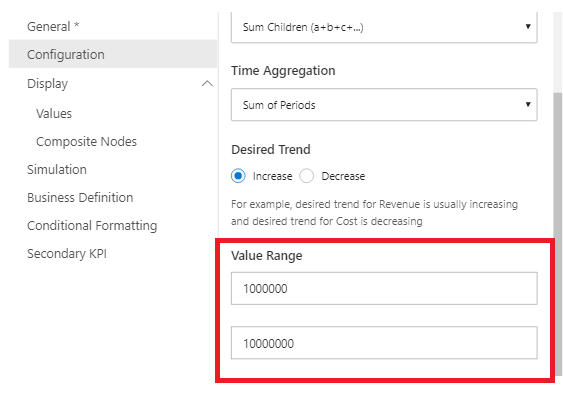 General *
Configuration
Display
Values
Composite Nodes
Simulation
Business Definition
Conditional Formatting
Secondary KPI
Sum Children (a+b+c+...)
Time Aggregation
Sum of Periods
Desired Trend
Increase Decrease
For example, desired trend for Revenue is usually increasing
and desired trend for Cost is decreasing
Value Range
1000000
10000000